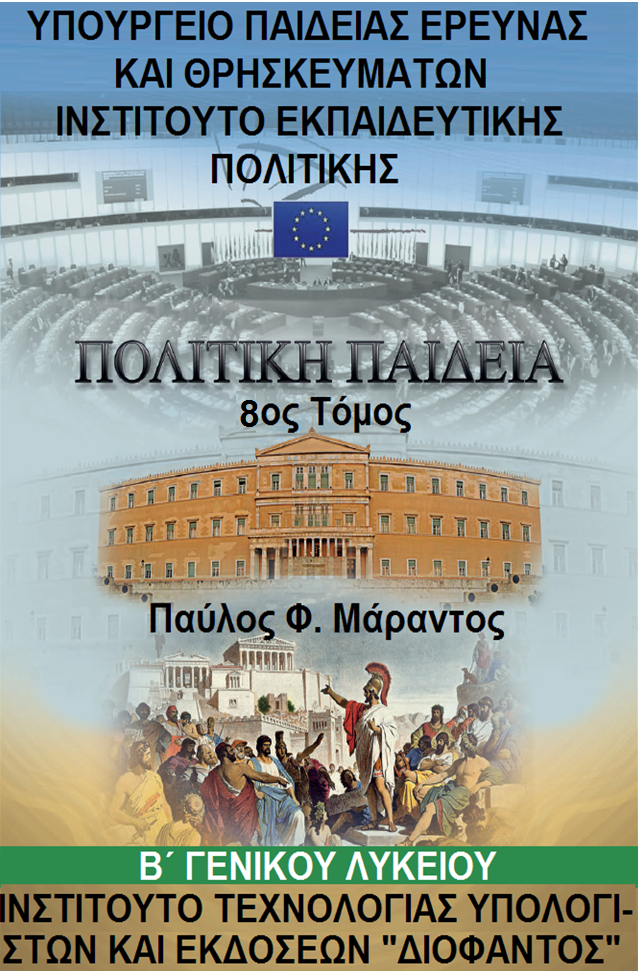 ΥΠΟΥΡΓΕΙΟ ΠΑΙΔΕΙΑΣ ΕΡΕΥΝΑΣ
ΚΑΙ ΘΡΗΣΚΕΥΜΑΤΩΝ
ΙΝΣΤΙΤΟΥΤΟ ΕΚΠΑΙΔΕΥΤΙΚΗΣ
ΠΟΛΙΤΙΚΗΣ
ΠΟΛΙΤΙΚΗ ΠΑΙΔΕΙΑ
8ος Τόμος
Παύλος Φ. Μάραντος
Β΄ ΓΕΝΙΚΟΥ ΛΥΚΕΙΟΥ
ΙΝΣΤΙΤΟΥΤΟ ΤΕΧΝΟΛΟΓΙΑΣ ΥΠΟΛΟΓΙ-
ΣΤΩΝ ΚΑΙ ΕΚΔΟΣΕΩΝ "ΔΙΟΦΑΝΤΟΣ"